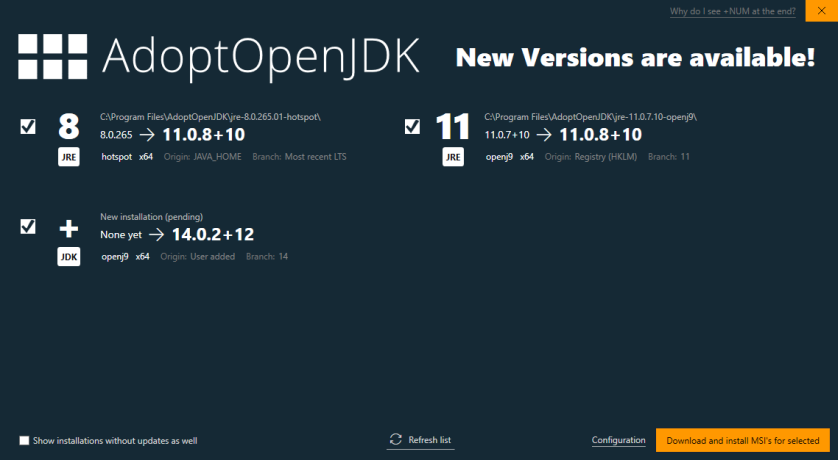 Why do I see +NUM at the end?
AdoptOpenJDK
New Versions are available!
8
JRE
C:\Program Files\AdoptOpenJDK\jre-8.0.265.01-hotspot\
8.0.265 → 11.0.8+10
hotspot x64 Origin: JAVA_HOME Branch: Most recent LTS
11
JRE
C:\Program Files\AdoptOpenJDK\jre-11.0.7.10-openj9\
11.0.7+10 → 11.0.8+10
openj9 x64 Origin: Registry (HKLM) Branch: 11
+
JDK
New installation (pending)
None yet → 14.0.2+12
openj9 x64 Origin: User added Branch: 14
Show installations without updates as well
Refresh list
Configuration
Download and install MSI's for selected